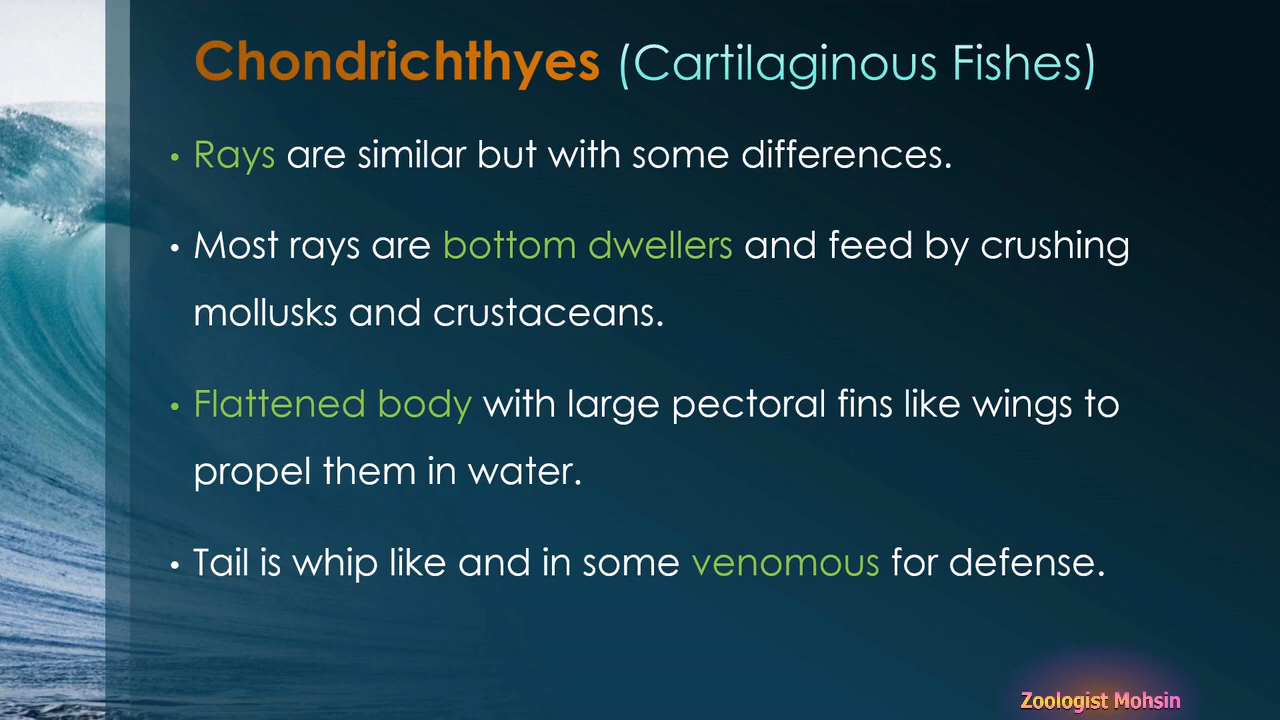 Chondrichthyes (Cartilaginous Fishes)
• Rays are similar but with some differences.
• Most rays are bottom dwellers and feed by crushing
mollusks and crustaceans.
• Flattened body with large pectoral fins like wings to
propel them in water.
• Tail is whip like and in some venomous for defense.
Zoologist Mohsin